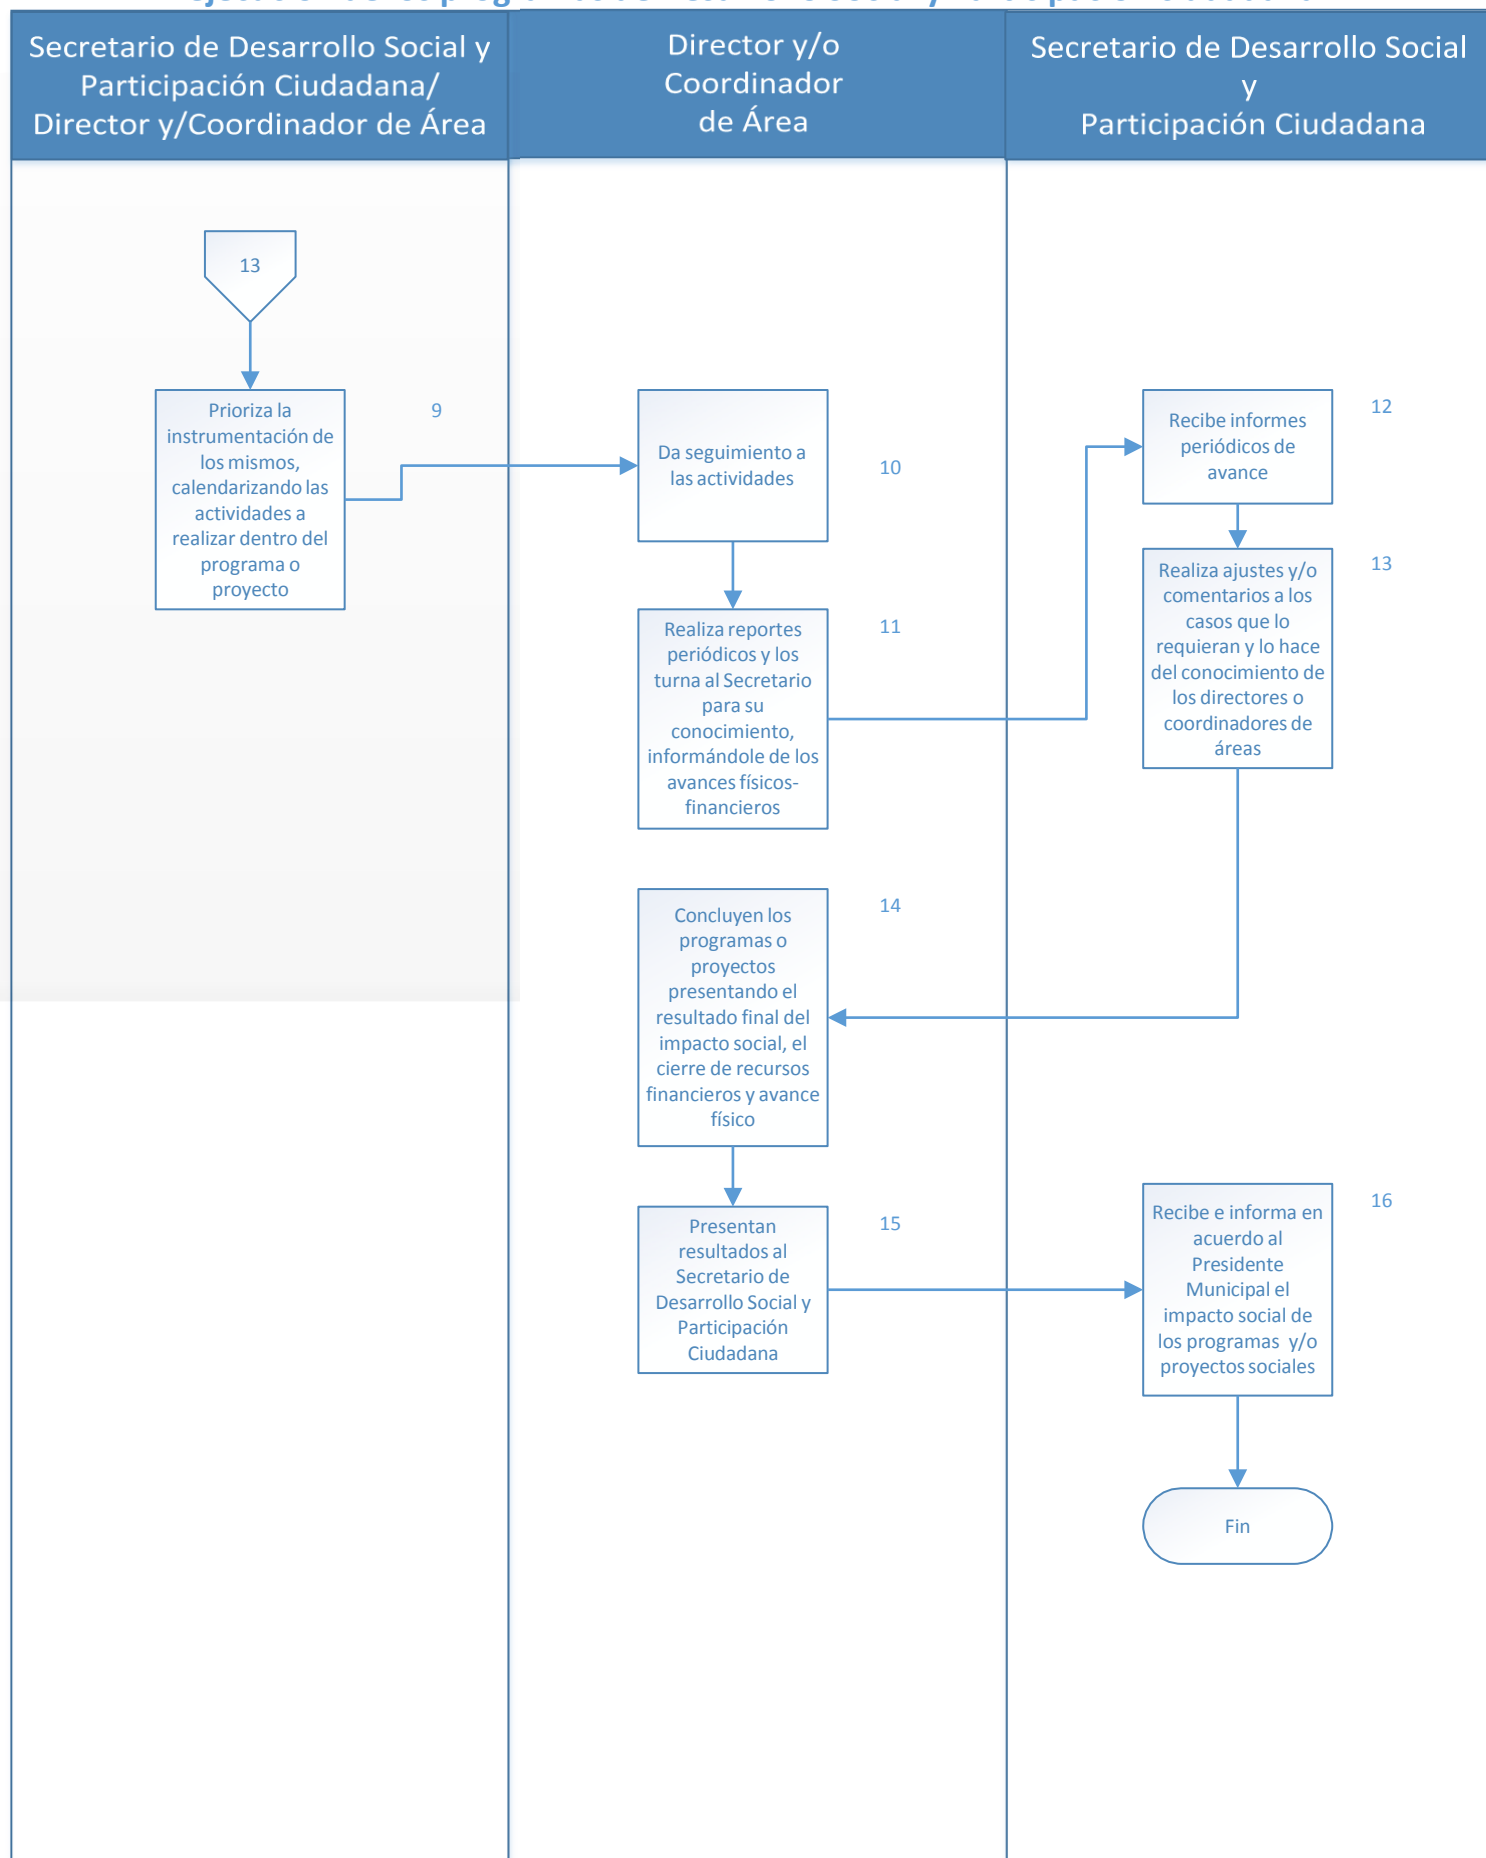 Secretario de Desarrollo Social y
Participación Ciudadana/
Director y/Coordinador de Área
Director y/o
Coordinador
de Área
Secretario de Desarrollo Social
y
Participación Ciudadana
13
Prioriza la
instrumentación de
los mismos,
calendarizando las
actividades a
realizar dentro del
programa o
proyecto
9
Da seguimiento a
las actividades
10
Realiza reportes
periódicos y los
turna al Secretario
para su
conocimiento,
informándole de los
avances físicos-
financieros
11
Recibe informes
periódicos de
avance
12
Realiza ajustes y/o
comentarios a los
casos que lo
requieran y lo hace
del conocimiento de
los directores o
coordinadores de
áreas
13
Concluyen los
programas o
proyectos
presentando el
resultado final del
impacto social, el
cierre de recursos
financieros y avance
físico
14
Presentan
resultados al
Secretario de
Desarrollo Social y
Participación
Ciudadana
15
Recibe e informa en
acuerdo al
Presidente
Municipal el
impacto social de
los programas y/o
proyectos sociales
16
Fin